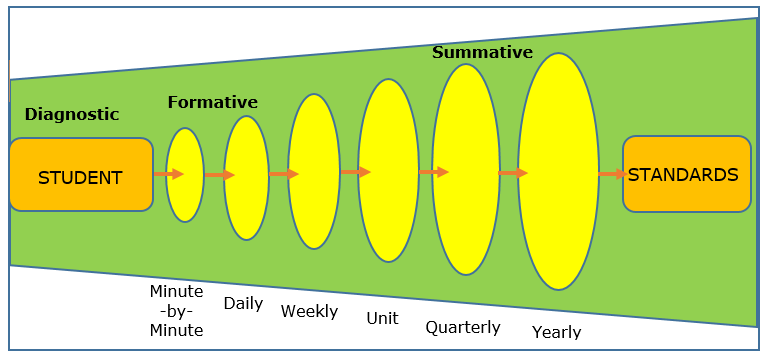 Summative
Formative
Diagnostic
STUDENT
STANDARDS
Minute
-by-
Minute
Daily
Weekly
Unit
Quarterly
Yearly